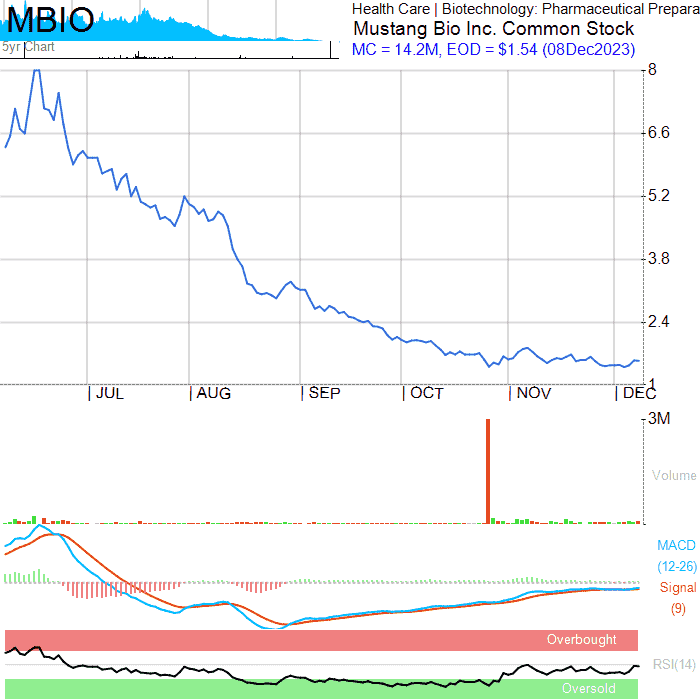 MBIO
5yr Chart
Health Care | Biotechnology: Pharmaceutical Prepara
Mustang Bio Inc. Common Stock
MC = 14.2M, EOD = $1.54 (08Dec2023)
8
6.6
5.2
3.8
2.4
1
JUL AUG SEP OCT NOV DEC
3M
Volume
MACD
(12-26)
Signal
(9)
Overbought
RSI(14)
Oversold